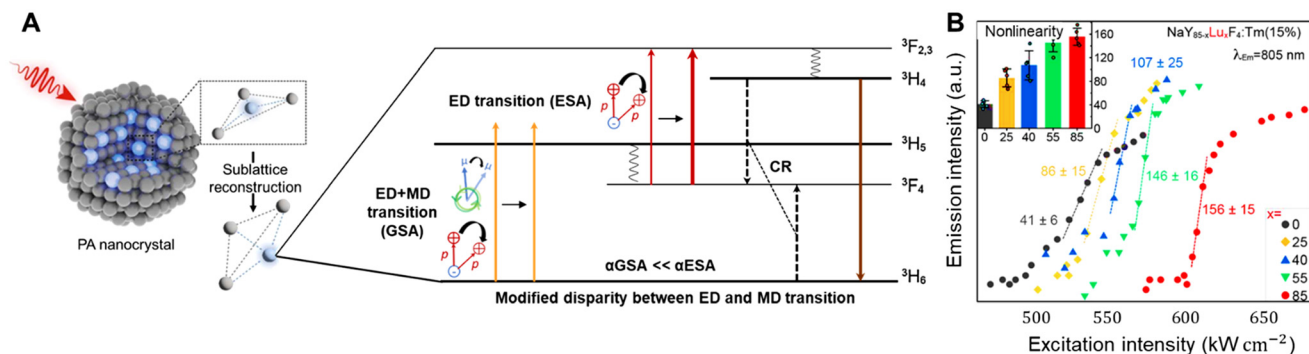 A
PA nanocrystal
Sublattice
reconstruction
ED+MD
transition
(GSA)
ED transition (ESA)
p
p
p
p
μ
μ
CR
αGSA << αESA
Modified disparity between ED and MD transition
³F₂,₃
³H₄
³H₅
³F₄
³H₆
B
Nonlinearity
160
120
80
40
0
0
25
40
55
85
NaY₈₅₋ₓLuₓF₄:Tm(15%)
λEm=805 nm
107 ± 25
86 ± 15
146 ± 16
41 ± 6
156 ± 15
x=
0
25
40
55
85
Emission intensity (a.u.)
500
550
600
650
Excitation intensity (kW cm⁻²)